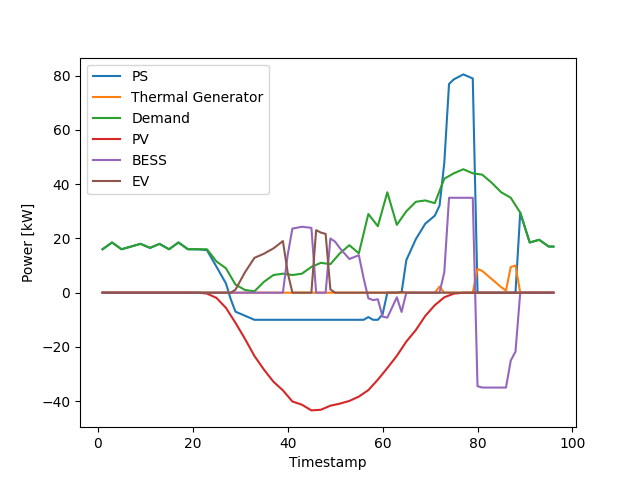 PS
Thermal Generator
Demand
PV
BESS
EV
80
60
40
20
0
−20
−40
Power [kW]
0 20 40 60 80 100
Timestamp